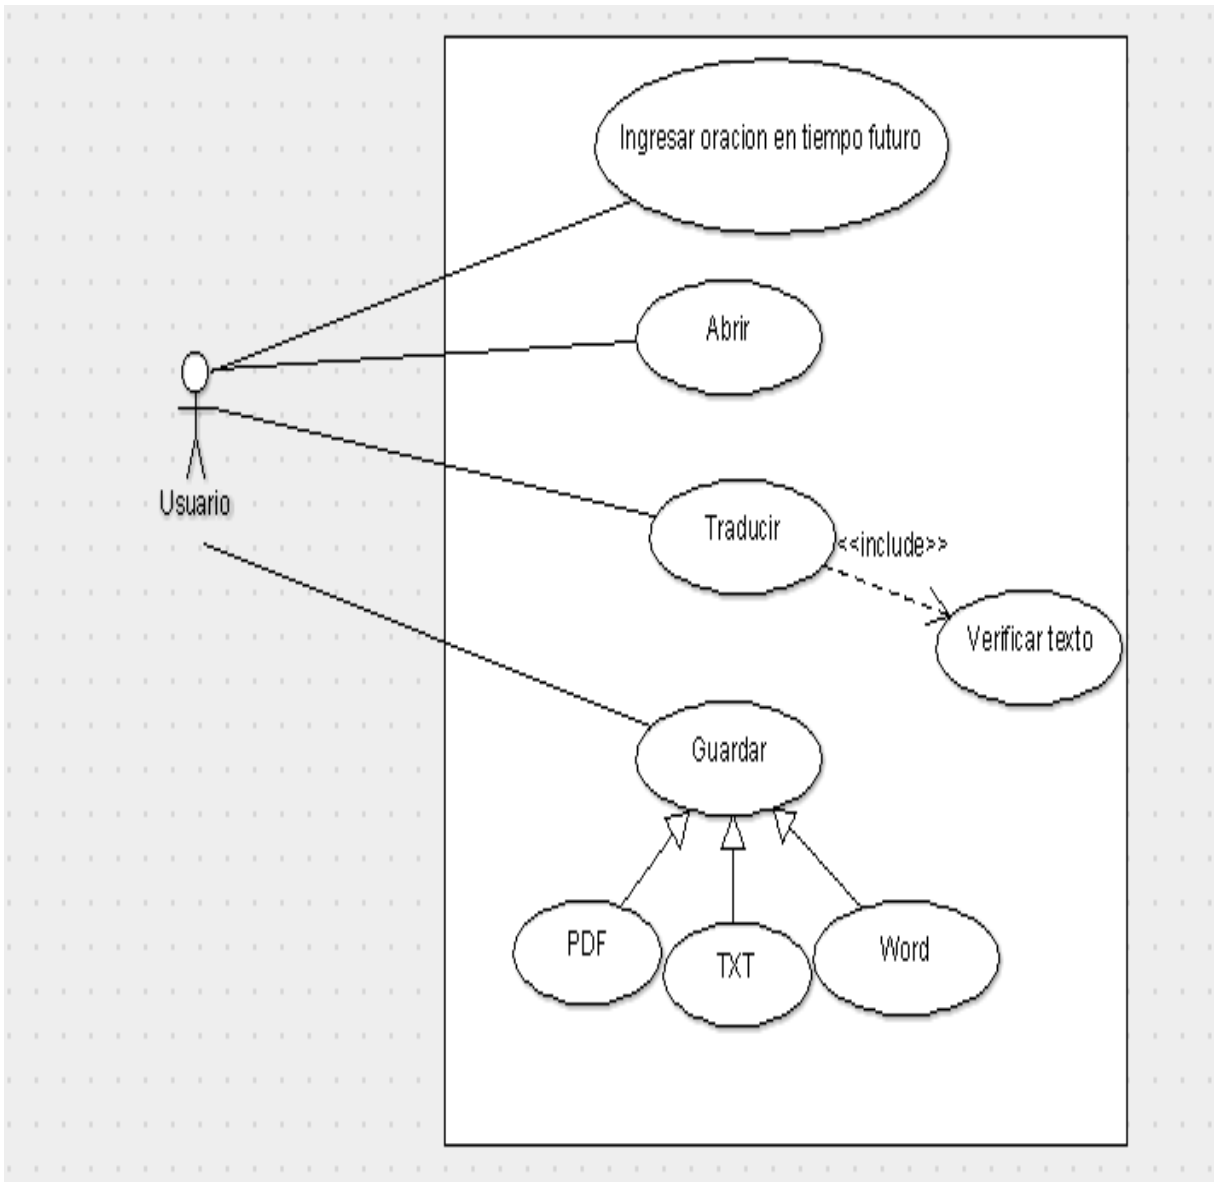 Ingresar oracion en tiempo futuro
Abrir
Usuario
Traducir
<<include>>
Verificar texto
Guardar
PDF
TXT
Word